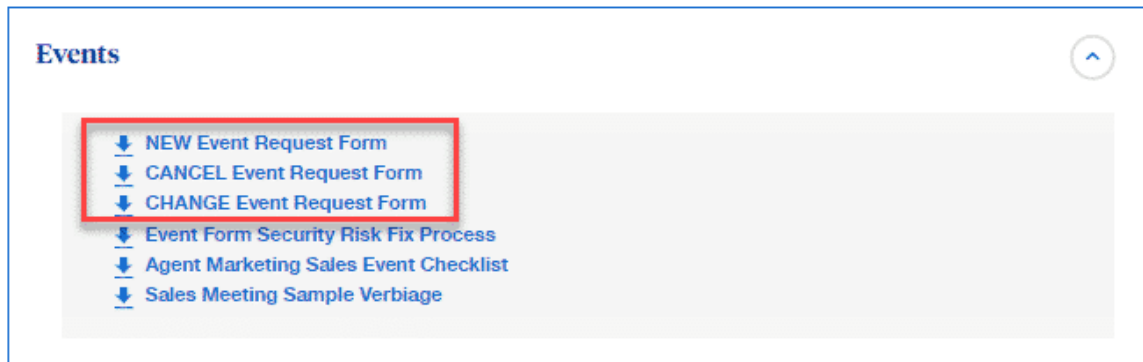 Events
NEW Event Request Form
CANCEL Event Request Form
CHANGE Event Request Form
Event Form Security Risk Fix Process
Agent Marketing Sales Event Checklist
Sales Meeting Sample Verbiage